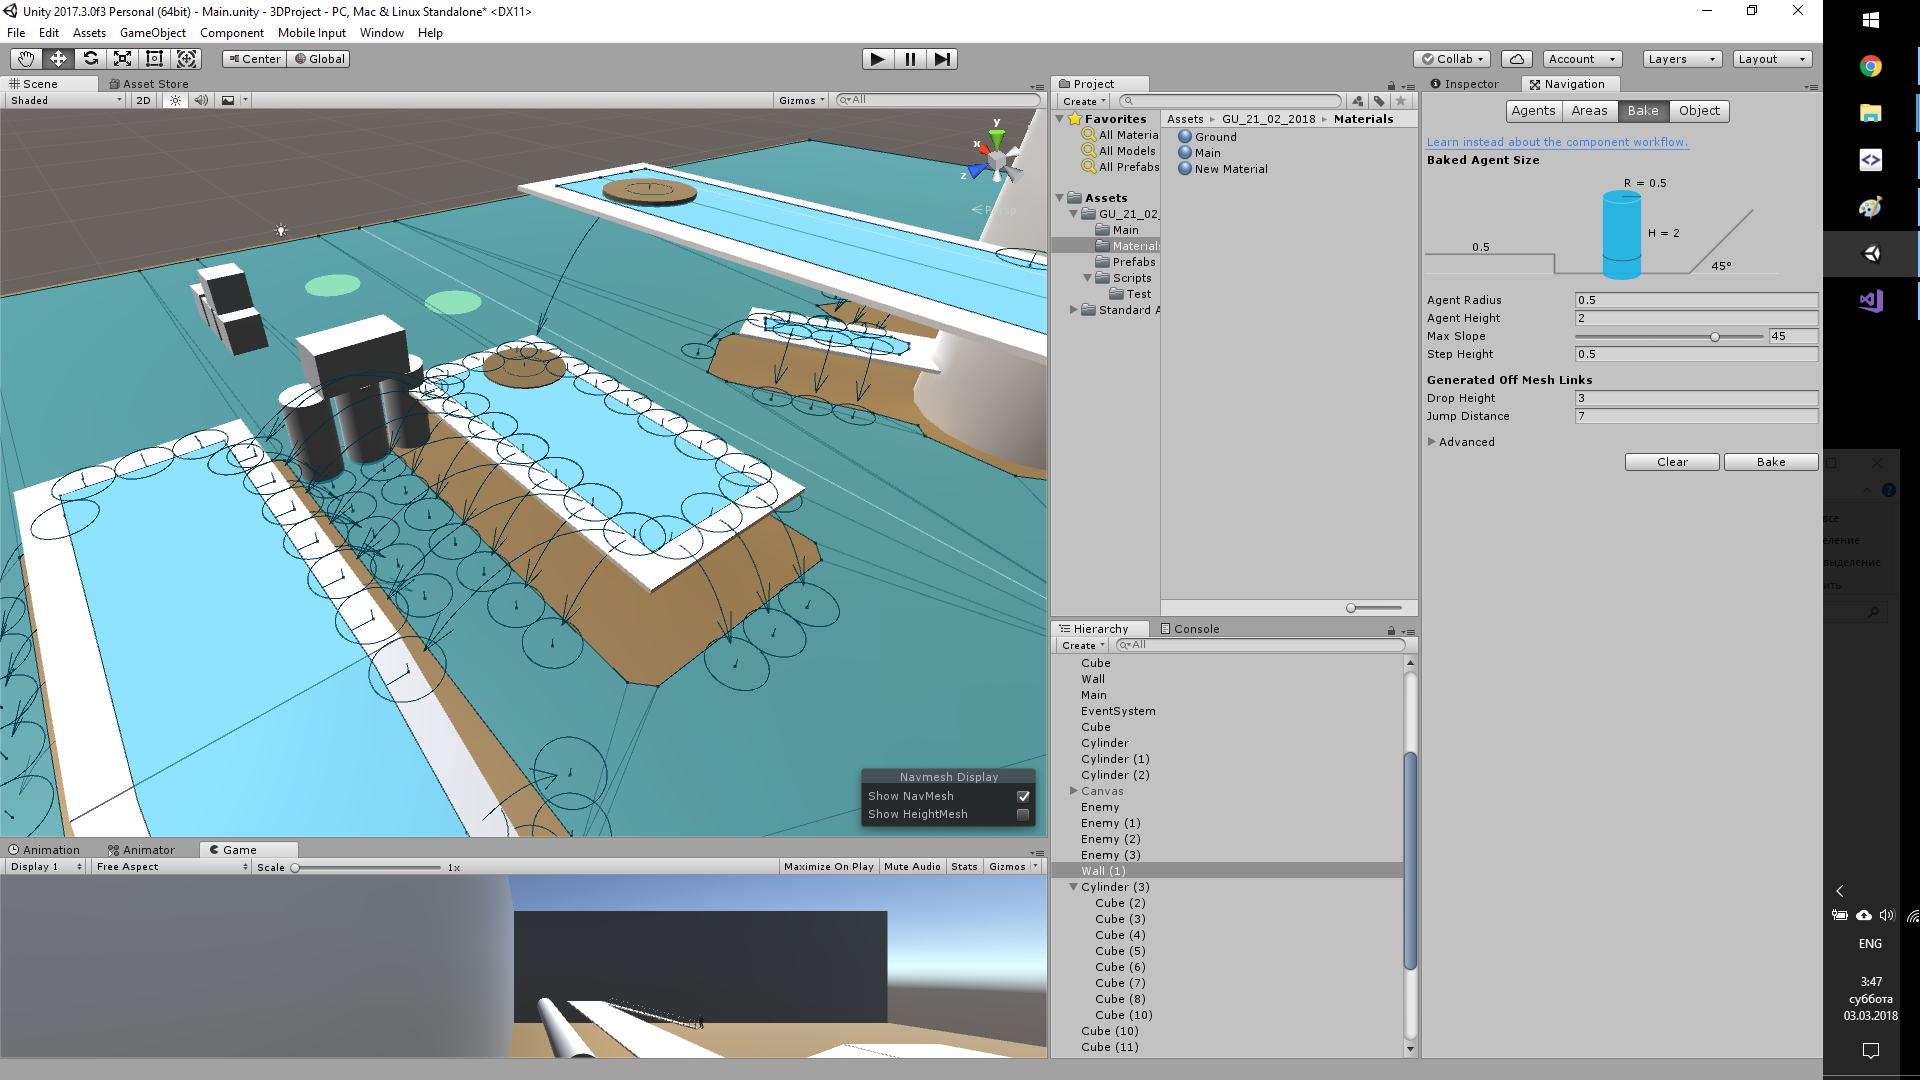 Unity 2017.3.0f3 Personal (64bit) - Main.unity - 3DProject - PC, Mac & Linux Standalone* <DX11>
File Edit Assets GameObject Component Mobile Input Window Help
Center Global
Collab Account Layers Layout
Scene Asset Store
Shaded 2D Gizmos All
y
x
z
Persp
Navmesh Display
Show NavMesh
Show HeightMesh
Animation Animator Game
Display 1 Free Aspect Scale 1x Maximize On Play Mute Audio Stats Gizmos
Project
Create
Favorites
All Materia
All Models
All Prefabs
Assets
GU_21_02_
Main
Materials
Prefabs
Scripts
Test
Standard A
Assets GU_21_02_2018 Materials
Ground
Main
New Material
Hierarchy Console
Create All
Cube
Wall
Main
EventSystem
Cube
Cylinder
Cylinder (1)
Cylinder (2)
Canvas
Enemy
Enemy (1)
Enemy (2)
Enemy (3)
Wall (1)
Cylinder (3)
Cube (2)
Cube (3)
Cube (4)
Cube (5)
Cube (6)
Cube (7)
Cube (8)
Cube (10)
Cube (10)
Cube (11)
Inspector Navigation
Agents Areas Bake Object
Learn instead about the component workflow.
Baked Agent Size
R = 0.5
0.5
H = 2
45°
Agent Radius 0.5
Agent Height 2
Max Slope 45
Step Height 0.5
Generated Off Mesh Links
Drop Height 3
Jump Distance 7
Advanced
Clear Bake
ENG
3:47
суббота
03.03.2018